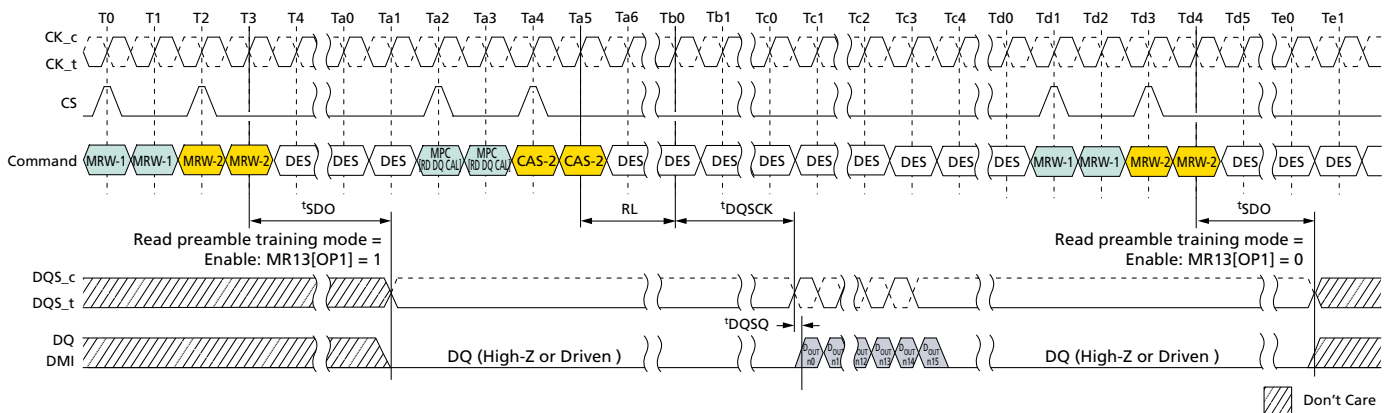 T0 T1 T2 T3 T4 Ta0 Ta1 Ta2 Ta3 Ta4 Ta5 Ta6 Tb0 Tb1 Tc0 Tc1 Tc2 Tc3 Tc4 Td0 Td1 Td2 Td3 Td4 Td5 Te0 Te1
CK_c
CK_t
CS
Command MRW-1 MRW-1 MRW-2 MRW-2 DES DES DES MPC [RD DQ CAL] MPC [RD DQ CAL] CAS-2 CAS-2 DES DES DES DES DES DES DES DES DES MRW-1 MRW-1 MRW-2 MRW-2 DES DES DES
tSDO RL tDQSCK tSDO
Read preamble training mode =
Enable: MR13[OP1] = 1
Read preamble training mode =
Enable: MR13[OP1] = 0
DQS_c
DQS_t
tDQSQ
DQ
DMI
DQ (High-Z or Driven )
DOUT n0 DOUT n1 DOUT n12 DOUT n13 DOUT n14 DOUT n15
DQ (High-Z or Driven )
Don't Care